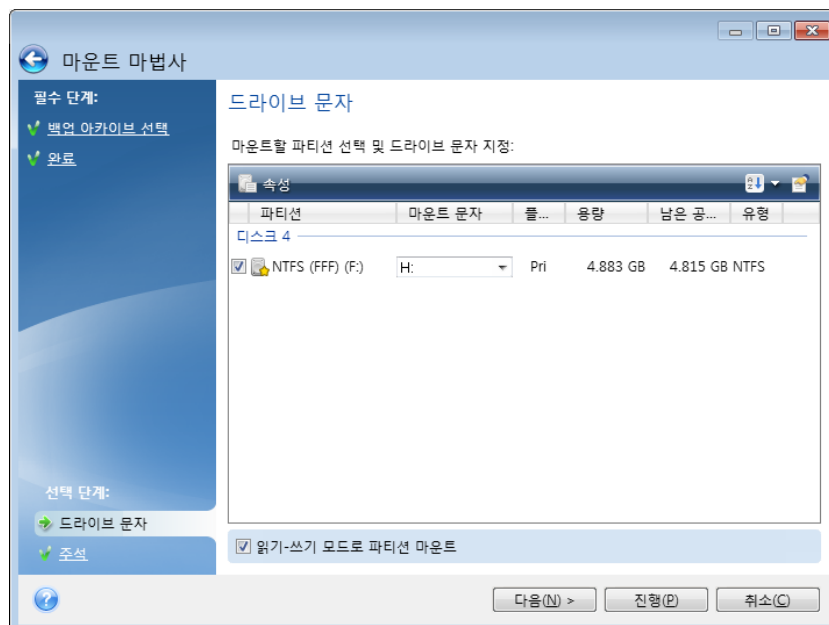 마운트 마법사
필수 단계:
백업 아카이브 선택
완료
선택 단계:
드라이브 문자
주석
드라이브 문자
마운트할 파티션 선택 및 드라이브 문자 지정:
속성
파티션 마운트 문자 플... 용량 남은 공... 유형
디스크 4
NTFS (FFF) (F:) H: Pri 4.883 GB 4.815 GB NTFS
읽기-쓰기 모드로 파티션 마운트
다음(N) > 진행(P) 취소(C)